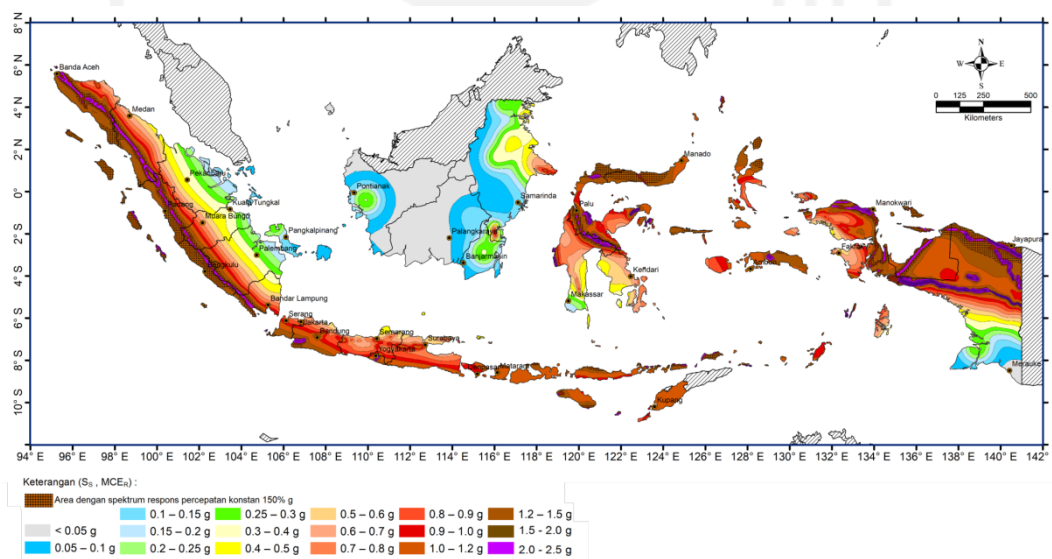 8° N
6° N
4° N
2° N
0°
2° S
4° S
6° S
8° S
10° S
N
W E
S
0 125 250 500
Kilometers
Banda Aceh
Medan
Pekanbaru
Kuala Tungkal
Padang
Muara Bungo
Pangkalpinang
Palembang
Bengkulu
Bandar Lampung
Serang
Jakarta
Bandung
Semarang
Yogyakarta
Surabaya
Denpasar
Mataram
Kupang
Pontianak
Samarinda
Palangkaraya
Banjarmasin
Manado
Palu
Kendari
Makassar
Ambon
Manokwari
Fakfak
Jayapura
Merauke
94° E 96° E 98° E 100° E 102° E 104° E 106° E 108° E 110° E 112° E 114° E 116° E 118° E 120° E 122° E 124° E 126° E 128° E 130° E 132° E 134° E 136° E 138° E 140° E 142° E
Keterangan (SS , MCER) :
Area dengan spektrum respons percepatan konstan 150% g
0.1 – 0.15 g 0.25 – 0.3 g 0.5 – 0.6 g 0.8 – 0.9 g 1.2 – 1.5 g
< 0.05 g 0.15 – 0.2 g 0.3 – 0.4 g 0.6 – 0.7 g 0.9 – 1.0 g 1.5 - 2.0 g
0.05 – 0.1 g 0.2 – 0.25 g 0.4 – 0.5 g 0.7 – 0.8 g 1.0 – 1.2 g 2.0 - 2.5 g